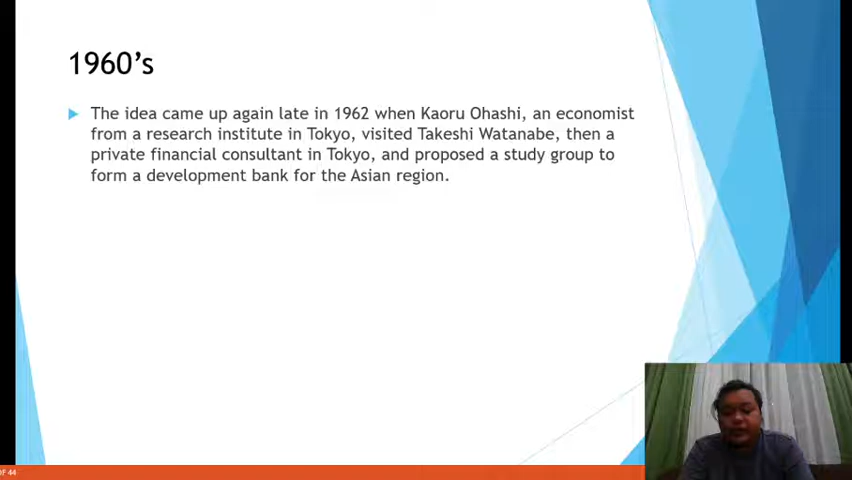 1960's
The idea came up again late in 1962 when Kaoru Ohashi, an economist
from a research institute in Tokyo, visited Takeshi Watanabe, then a
private financial consultant in Tokyo, and proposed a study group to
form a development bank for the Asian region.
OF 44